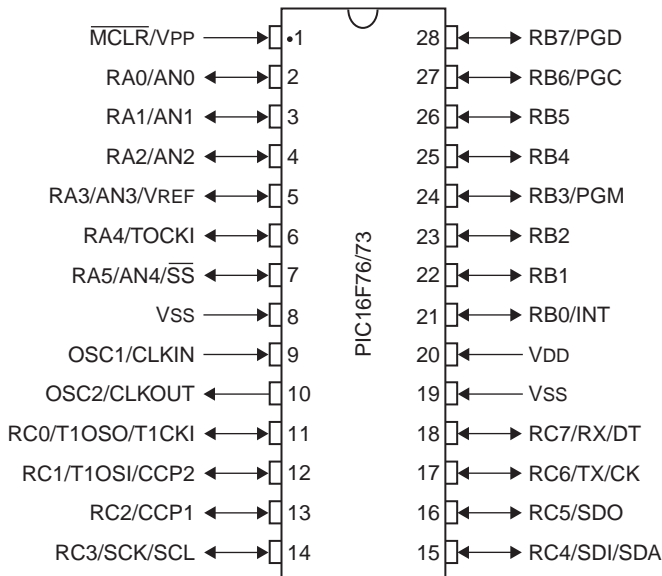 M̅C̅L̅R̅/VPP 1 28 RB7/PGD
RA0/AN0 2 27 RB6/PGC
RA1/AN1 3 26 RB5
RA2/AN2 4 25 RB4
RA3/AN3/VREF 5 24 RB3/PGM
RA4/TOCKI 6 23 RB2
RA5/AN4/S̅S̅ 7 22 RB1
VSS 8 21 RB0/INT
OSC1/CLKIN 9 20 VDD
OSC2/CLKOUT 10 19 VSS
RC0/T1OSO/T1CKI 11 18 RC7/RX/DT
RC1/T1OSI/CCP2 12 17 RC6/TX/CK
RC2/CCP1 13 16 RC5/SDO
RC3/SCK/SCL 14 15 RC4/SDI/SDA
PIC16F76/73